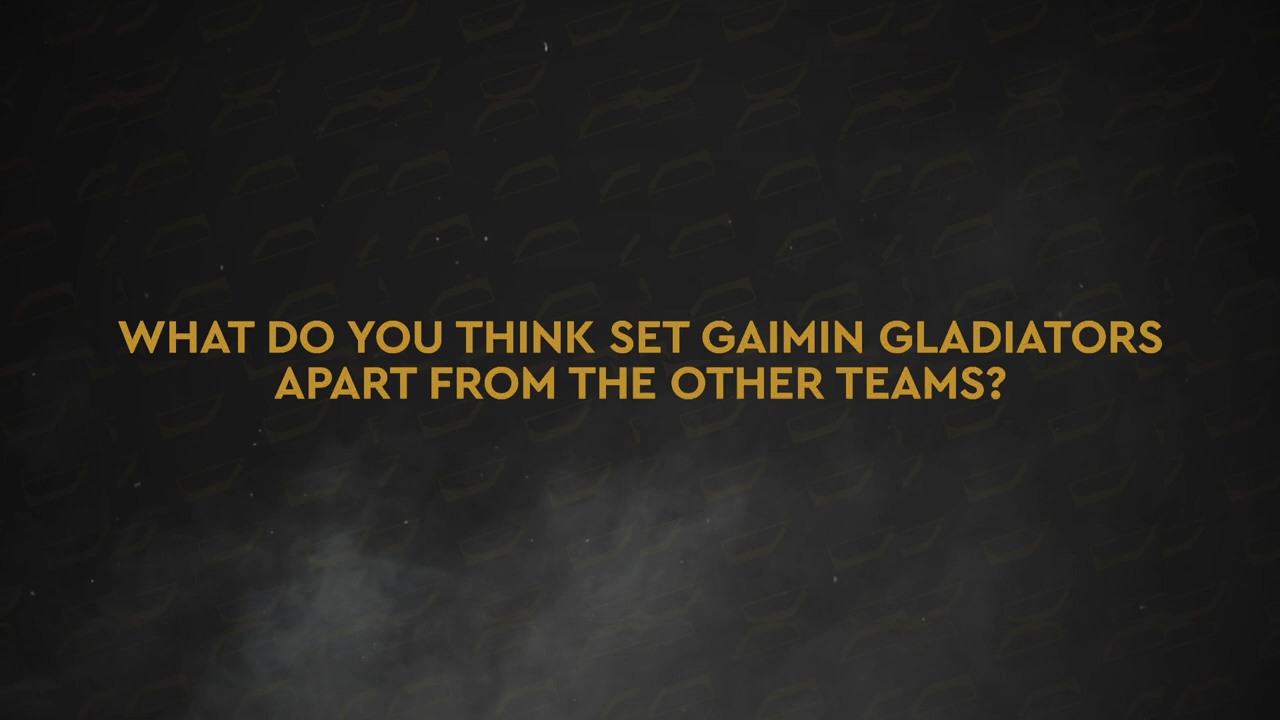 WHAT DO YOU THINK SET GAIMIN GLADIATORS
APART FROM THE OTHER TEAMS?